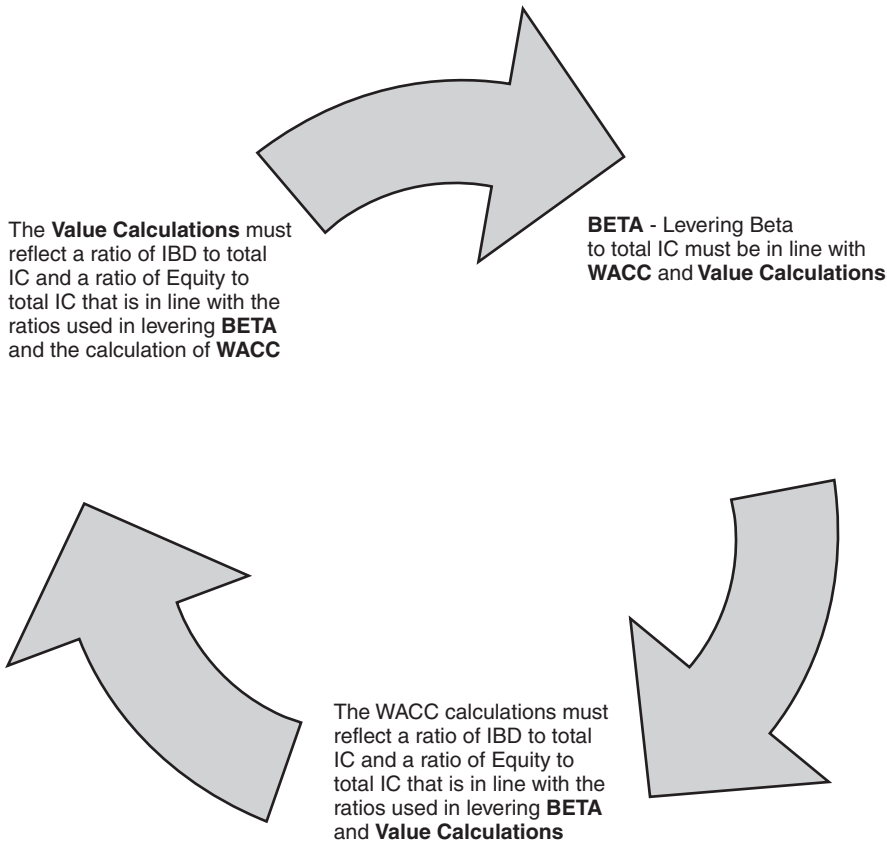 The Value Calculations must
reflect a ratio of IBD to total
IC and a ratio of Equity to
total IC that is in line with the
ratios used in levering BETA
and the calculation of WACC
BETA - Levering Beta
to total IC must be in line with
WACC and Value Calculations
The WACC calculations must
reflect a ratio of IBD to total
IC and a ratio of Equity to
total IC that is in line with the
ratios used in levering BETA
and Value Calculations